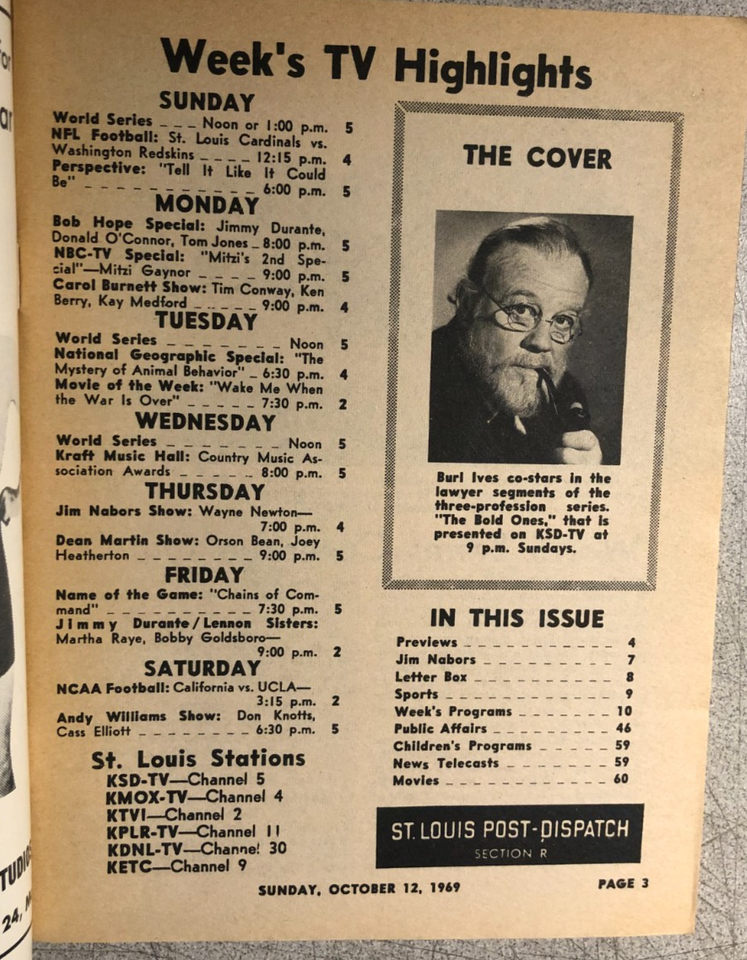 Week's TV Highlights
SUNDAY
World Series _ _ _ Noon or 1:00 p.m. 5
NFL Football: St. Louis Cardinals vs.
Washington Redskins _ _ _ _ 12:15 p.m. 4
Perspective: "Tell It Like It Could
Be" _ _ _ _ _ _ _ _ _ _ _ 6:00 p.m. 5
MONDAY
Bob Hope Special: Jimmy Durante,
Donald O'Connor, Tom Jones _ 8:00 p.m. 5
NBC-TV Special: "Mitzi's 2nd Spe-
cial"—Mitzi Gaynor _ _ _ _ 9:00 p.m. 5
Carol Burnett Show: Tim Conway, Ken
Berry, Kay Medford _ _ _ _ _ 9:00 p.m. 4
TUESDAY
World Series _ _ _ _ _ _ _ Noon 5
National Geographic Special: "The
Mystery of Animal Behavior" _ 6:30 p.m. 4
Movie of the Week: "Wake Me When
the War Is Over" _ _ _ _ _ 7:30 p.m. 2
WEDNESDAY
World Series _ _ _ _ _ _ _ Noon 5
Kraft Music Hall: Country Music As-
sociation Awards _ _ _ _ _ 8:00 p.m. 5
THURSDAY
Jim Nabors Show: Wayne Newton—
7:00 p.m. 4
Dean Martin Show: Orson Bean, Joey
Heatherton _ _ _ _ _ _ _ _ 9:00 p.m. 5
FRIDAY
Name of the Game: "Chains of Com-
mand" _ _ _ _ _ _ _ _ _ _ 7:30 p.m. 5
Jimmy Durante/Lennon Sisters:
Martha Raye, Bobby Goldsboro—
9:00 p.m. 2
SATURDAY
NCAA Football: California vs. UCLA—
3:15 p.m. 2
Andy Williams Show: Don Knotts,
Cass Elliott _ _ _ _ _ _ _ _ 6:30 p.m. 5
St. Louis Stations
KSD-TV—Channel 5
KMOX-TV—Channel 4
KTVI—Channel 2
KPLR-TV—Channel 11
KDNL-TV—Channel 30
KETC—Channel 9
THE COVER
Burl Ives co-stars in the
lawyer segments of the
three-profession series.
"The Bold Ones," that is
presented on KSD-TV at
9 p.m. Sundays.
IN THIS ISSUE
Previews _ _ _ _ _ _ _ _ _ _ 4
Jim Nabors _ _ _ _ _ _ _ _ _ 7
Letter Box _ _ _ _ _ _ _ _ _ 8
Sports _ _ _ _ _ _ _ _ _ _ _ 9
Week's Programs _ _ _ _ _ _ 10
Public Affairs _ _ _ _ _ _ _ _ 46
Children's Programs _ _ _ _ _ 59
News Telecasts _ _ _ _ _ _ _ 59
Movies _ _ _ _ _ _ _ _ _ _ _ 60
ST. LOUIS POST-DISPATCH
SECTION R
SUNDAY, OCTOBER 12, 1969
PAGE 3
24,